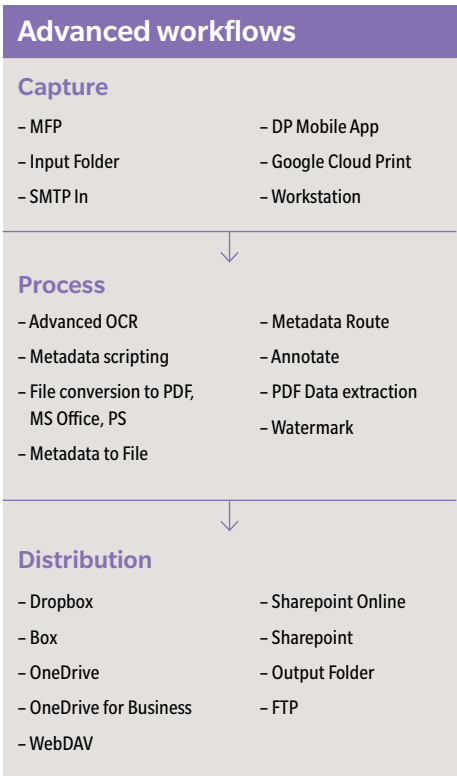 Advanced workflows
Capture
– MFP
– Input Folder
– SMTP In
– DP Mobile App
– Google Cloud Print
– Workstation
Process
– Advanced OCR
– Metadata scripting
– File conversion to PDF,
MS Office, PS
– Metadata to File
– Metadata Route
– Annotate
– PDF Data extraction
– Watermark
Distribution
– Dropbox
– Box
– OneDrive
– OneDrive for Business
– WebDAV
– Sharepoint Online
– Sharepoint
– Output Folder
– FTP